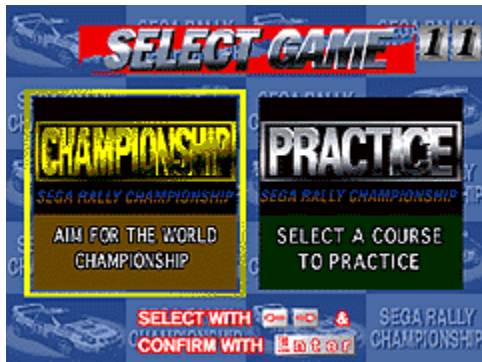 SELECT GAME 11
CHAMPIONSHIP
SEGA RALLY CHAMPIONSHIP
AIM FOR THE WORLD
CHAMPIONSHIP
PRACTICE
SEGA RALLY CHAMPIONSHIP
SELECT A COURSE
TO PRACTICE
SELECT WITH &
CONFIRM WITH Enter
SEGA RALLY
CHAMPIONSHIP